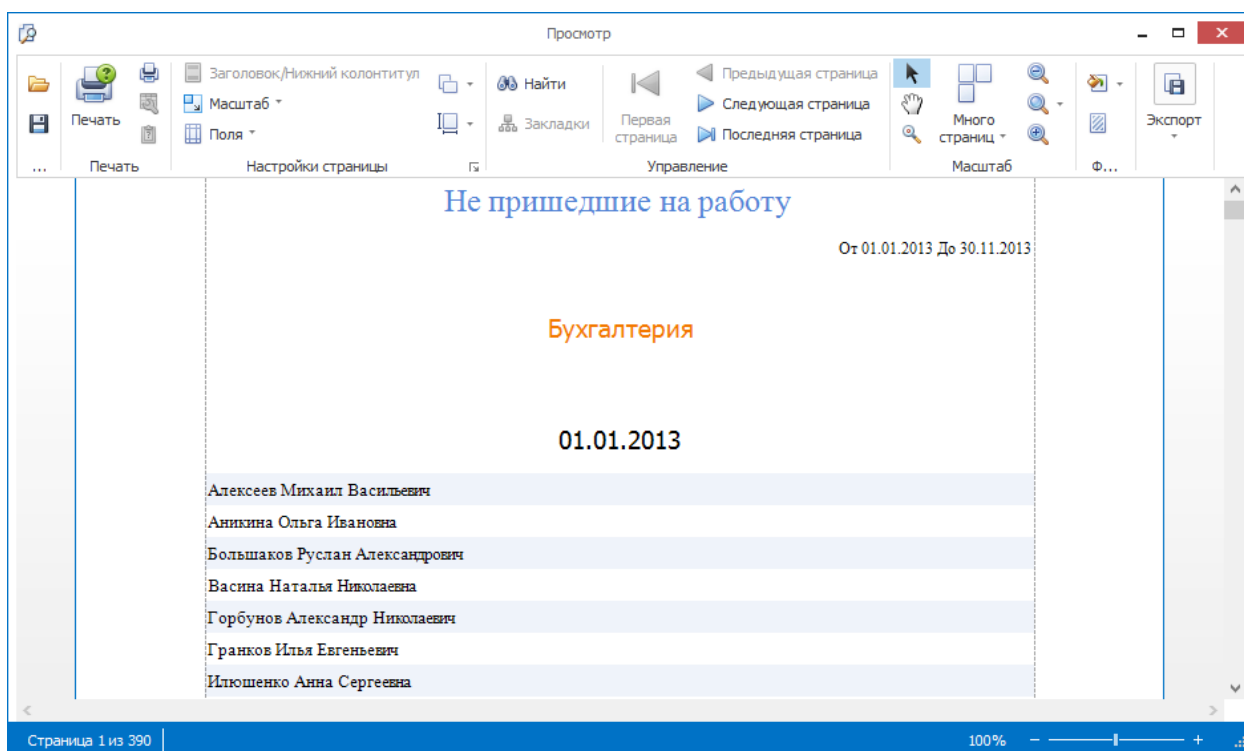 Просмотр
Заголовок/Нижний колонтитул
Масштаб
Поля
Печать
Найти
Закладки
Первая страница
Предыдущая страница
Следующая страница
Последняя страница
Много страниц
Экспорт
...
Печать
Настройки страницы
Управление
Масштаб
Ф...
Не пришедшие на работу
От 01.01.2013 До 30.11.2013
Бухгалтерия
01.01.2013
Алексеев Михаил Васильевич
Аникина Ольга Ивановна
Большаков Руслан Александрович
Васина Наталья Николаевна
Горбунов Александр Николаевич
Гранков Илья Евгеньевич
Илюшенко Анна Сергеевна
Страница 1 из 390
100%